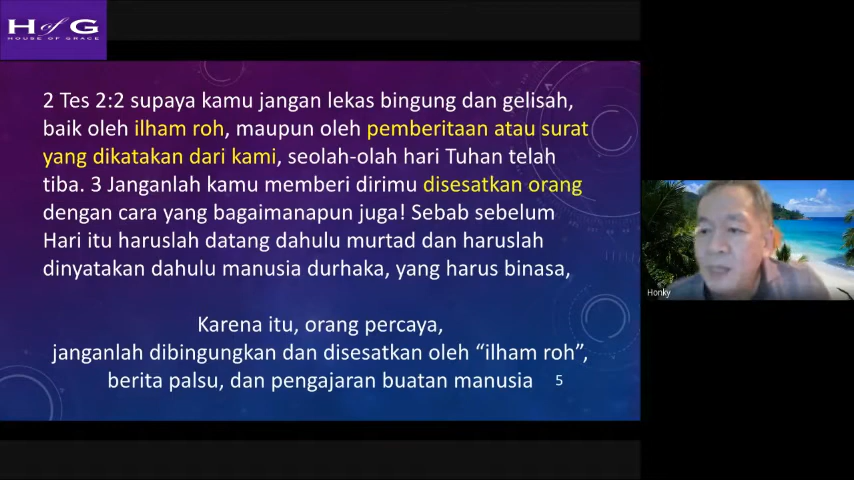 H of G
HOUSE OF GRACE
2 Tes 2:2 supaya kamu jangan lekas bingung dan gelisah,
baik oleh ilham roh, maupun oleh pemberitaan atau surat
yang dikatakan dari kami, seolah-olah hari Tuhan telah
tiba. 3 Janganlah kamu memberi dirimu disesatkan orang
dengan cara yang bagaimanapun juga! Sebab sebelum
Hari itu haruslah datang dahulu murtad dan haruslah
dinyatakan dahulu manusia durhaka, yang harus binasa,
Karena itu, orang percaya,
janganlah dibingungkan dan disesatkan oleh “ilham roh”,
berita palsu, dan pengajaran buatan manusia
5
Honky